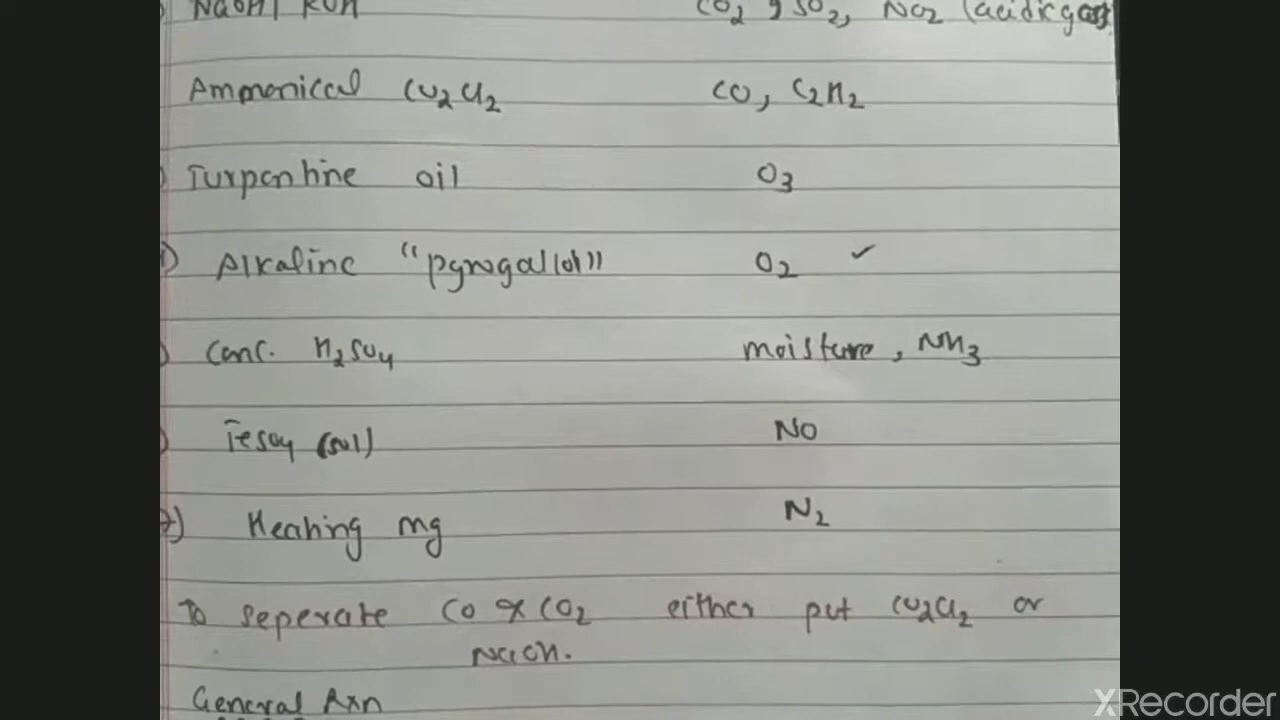 NaOH/ KOH CO2, SO2, NO2 (acidic gas)
Ammonical Cu2Cl2 CO, C2H2
Turpentine oil O3
Alkaline "pyrogallol" O2 ✓
Conc. H2SO4 moisture, NH3
FeSO4 (sol) NO
7) Heating Mg N2
To seperate CO & CO2 either put Cu2Cl2 or
NaOH.
General Rxn
XRecorder